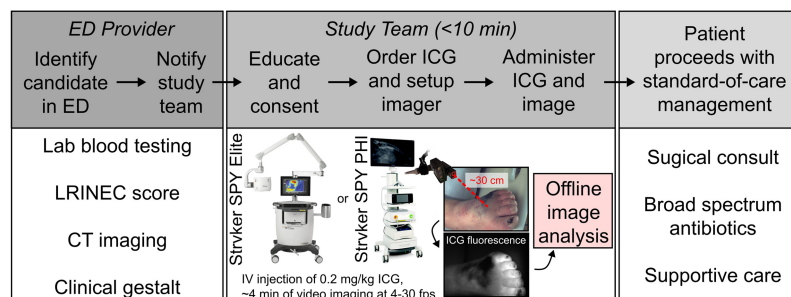 ED Provider
Identify
candidate
in ED
Notify
study
team
Study Team (<10 min)
Educate
and
consent
Order ICG
and setup
imager
Administer
ICG and
image
Patient
proceeds with
standard-of-care
management
Lab blood testing
LRINEC score
CT imaging
Clinical gestalt
Stryker SPY Elite
or
Stryker SPY PHI
~30 cm
ICG fluorescence
Offline
image
analysis
IV injection of 0.2 mg/kg ICG,
~4 min of video imaging at 4-30 fps
Sugical consult
Broad spectrum
antibiotics
Supportive care